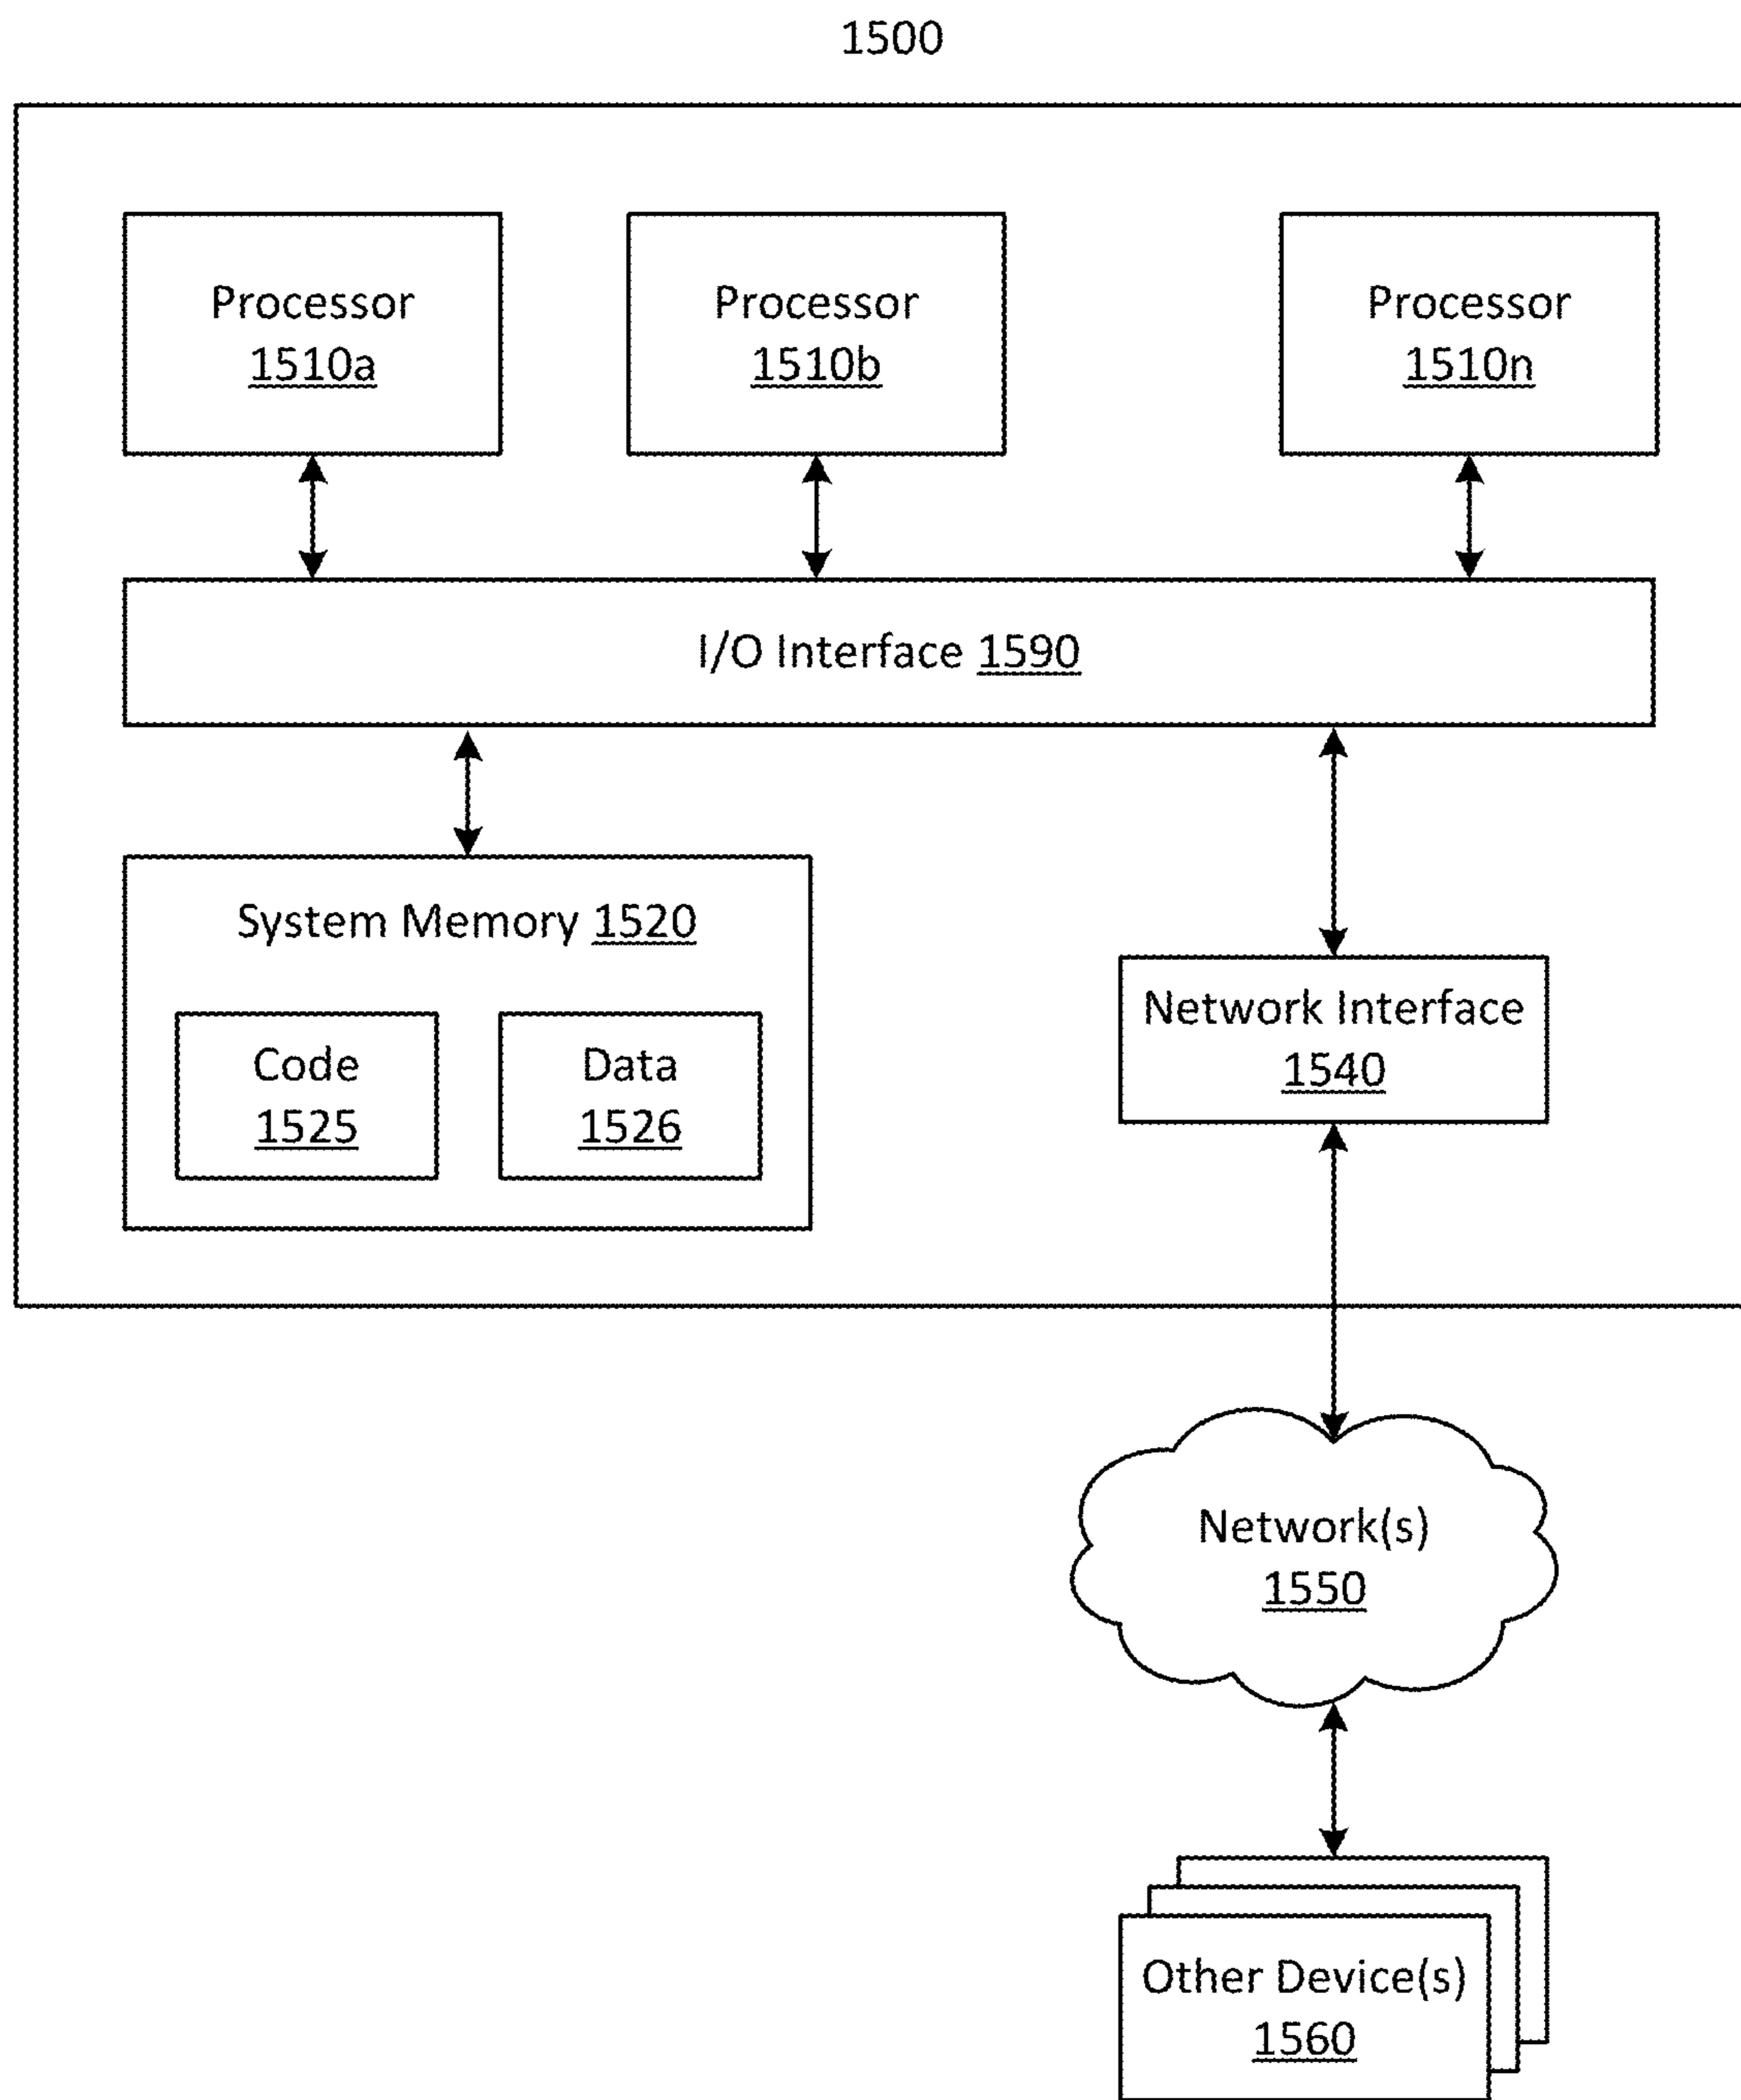 1500
Processor
1510a
Processor
1510b
Processor
1510n
I/O Interface 1590
System Memory 1520
Code
1525
Data
1526
Network Interface
1540
Network(s)
1550
Other Device(s)
1560